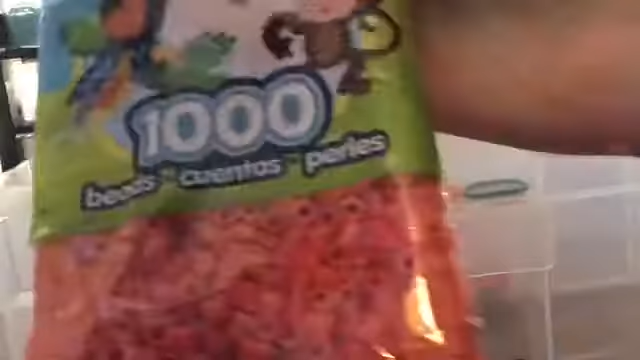 1000
beads • cuentas • perles